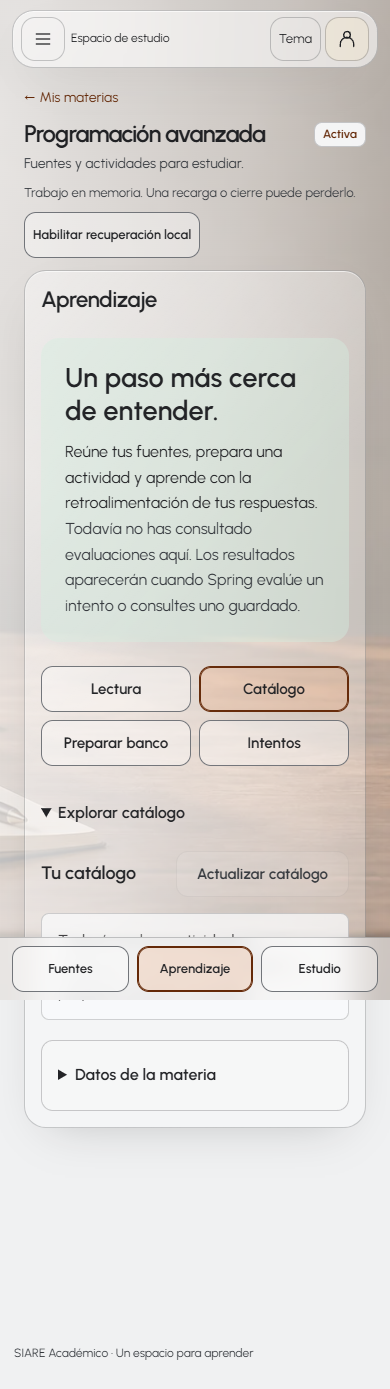 Espacio de estudio
Tema
← Mis materias
Programación avanzada
Activa
Fuentes y actividades para estudiar.
Trabajo en memoria. Una recarga o cierre puede perderlo.
Habilitar recuperación local
Aprendizaje
Un paso más cerca
de entender.
Reúne tus fuentes, prepara una
actividad y aprende con la
retroalimentación de tus respuestas.
Todavía no has consultado
evaluaciones aquí. Los resultados
aparecerán cuando Spring evalúe un
intento o consultes uno guardado.
Lectura
Catálogo
Preparar banco
Intentos
▼ Explorar catálogo
Tu catálogo
Actualizar catálogo
Fuentes
Aprendizaje
Estudio
▶ Datos de la materia
SIARE Académico · Un espacio para aprender